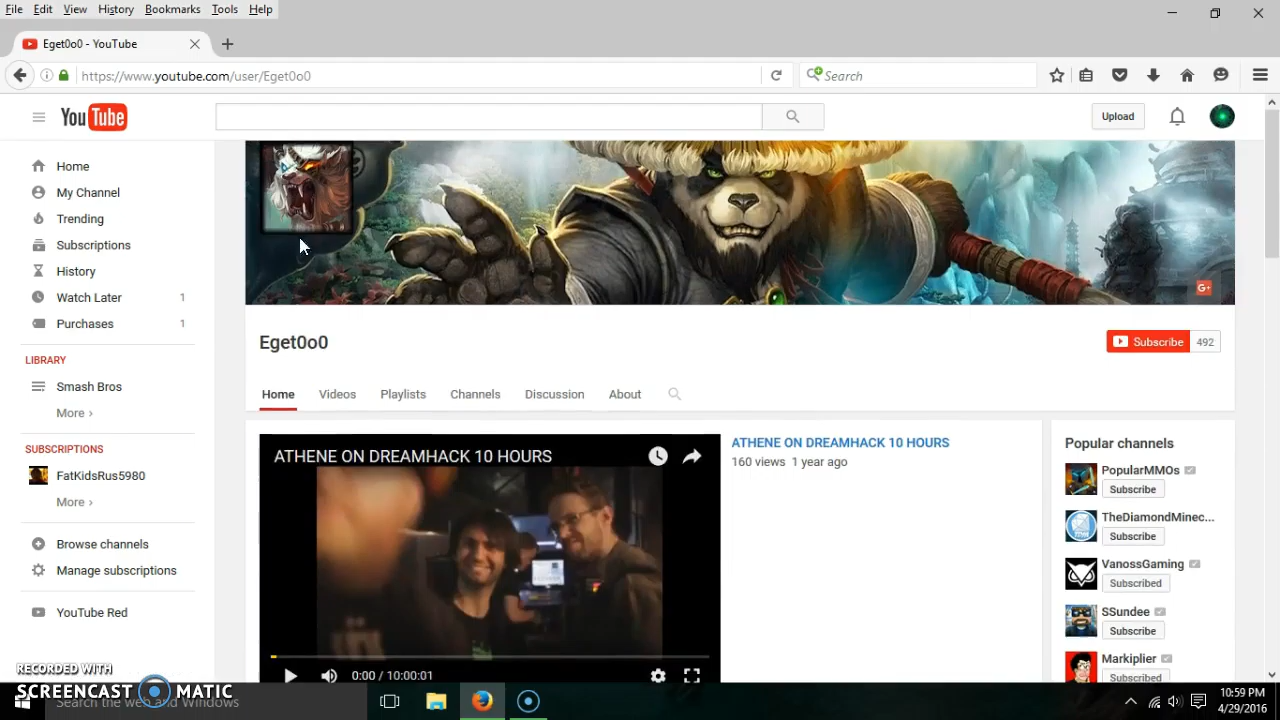 File Edit View History Bookmarks Tools Help
Eget0o0 - YouTube
https://www.youtube.com/user/Eget0o0
Search
YouTube
Upload
Home
My Channel
Trending
Subscriptions
History
Watch Later 1
Purchases 1
LIBRARY
Smash Bros
More ›
SUBSCRIPTIONS
FatKidsRus5980
More ›
Browse channels
Manage subscriptions
YouTube Red
G+
Eget0o0
Subscribe 492
Home Videos Playlists Channels Discussion About
ATHENE ON DREAMHACK 10 HOURS
0:00 / 10:00:01
ATHENE ON DREAMHACK 10 HOURS
160 views 1 year ago
Popular channels
PopularMMOs
Subscribe
TheDiamondMinec...
Subscribe
VanossGaming
Subscribed
SSundee
Subscribe
Markiplier
Subscribed
RECORDED WITH
SCREENCAST MATIC
Search the web and Windows
10:59 PM
4/29/2016